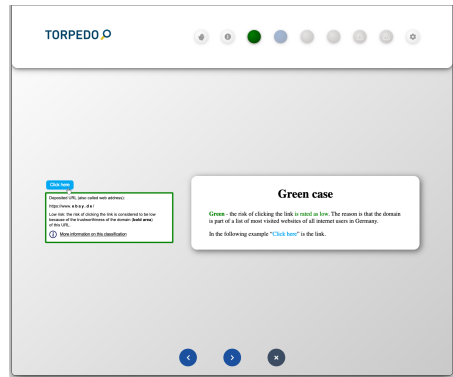 TORPEDO
Click here
Deposited URL (also called web address):
https://www.ebay.de/
Low risk: the risk of clicking the link is considered to be low
because of the trustworthiness of the domain (bold area)
of this URL.
More information on this classification
Green case
Green - the risk of clicking the link is rated as low. The reason is that the domain
is part of a list of most visited websites of all internet users in Germany.
In the following example "Click here" is the link.